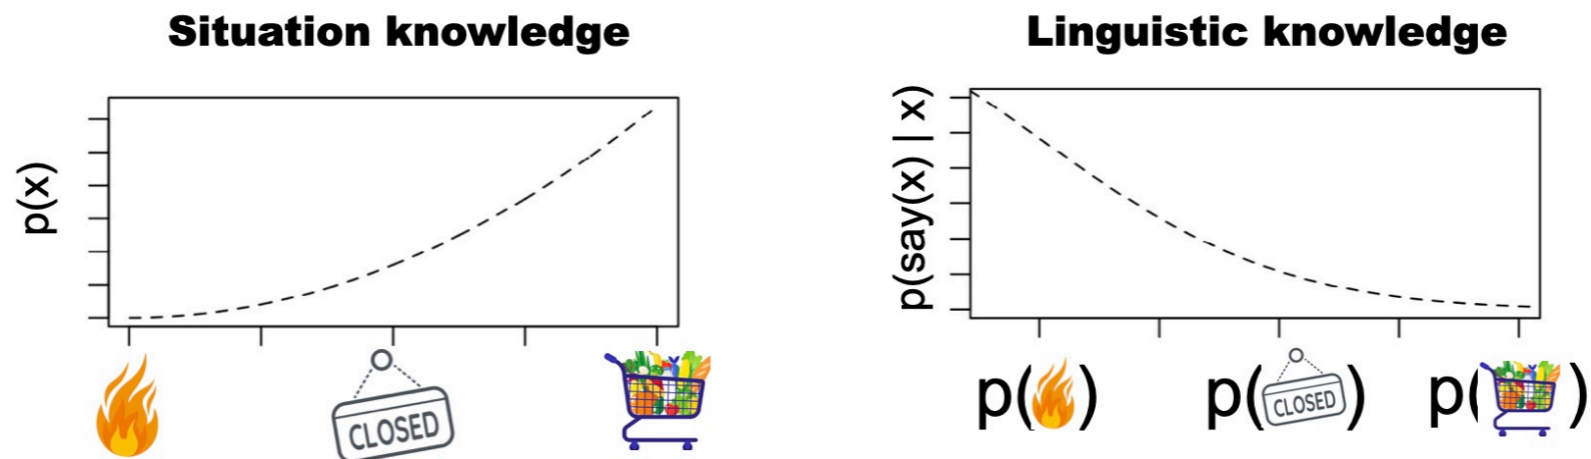 Situation knowledge
Linguistic knowledge
p(x)
p(say(x) | x)
CLOSED
p( )
p(CLOSED)
p( )